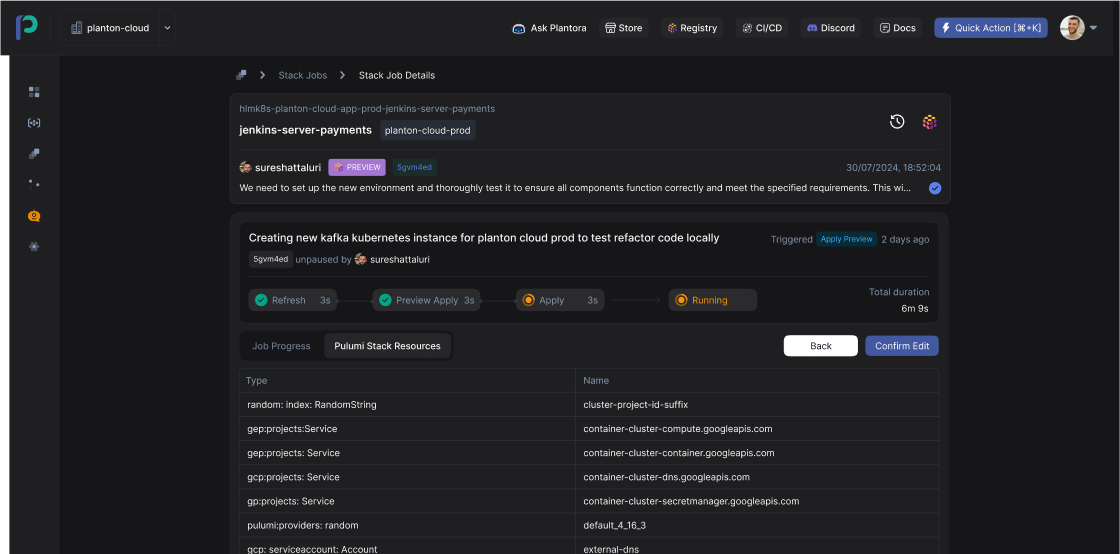 planton-cloud
Ask Plantora
Store
Registry
CI/CD
Discord
Docs
Quick Action [⌘+K]
Stack Jobs
Stack Job Details
hlmk8s-planton-cloud-app-prod-jenkins-server-payments
jenkins-server-payments planton-cloud-prod
sureshattaluri PREVIEW 5gvm4ed 30/07/2024, 18:52:04
We need to set up the new environment and thoroughly test it to ensure all components function correctly and meet the specified requirements. This wi...
Creating new kafka kubernetes instance for planton cloud prod to test refactor code locally
Triggered Apply Preview 2 days ago
5gvm4ed unpaused by sureshattaluri
Refresh 3s
Preview Apply 3s
Apply 3s
Running
Total duration
6m 9s
Job Progress
Pulumi Stack Resources
Back
Confirm Edit
Type Name
random: index: RandomString cluster-project-id-suffix
gep:projects:Service container-cluster-compute.googleapis.com
gep:projects: Service container-cluster-container.googleapis.com
gcp:projects: Service container-cluster-dns.googleapis.com
gp:projects: Service container-cluster-secretmanager.googleapis.com
pulumi:providers: random default_4_16_3
gcp: serviceaccount: Account external-dns